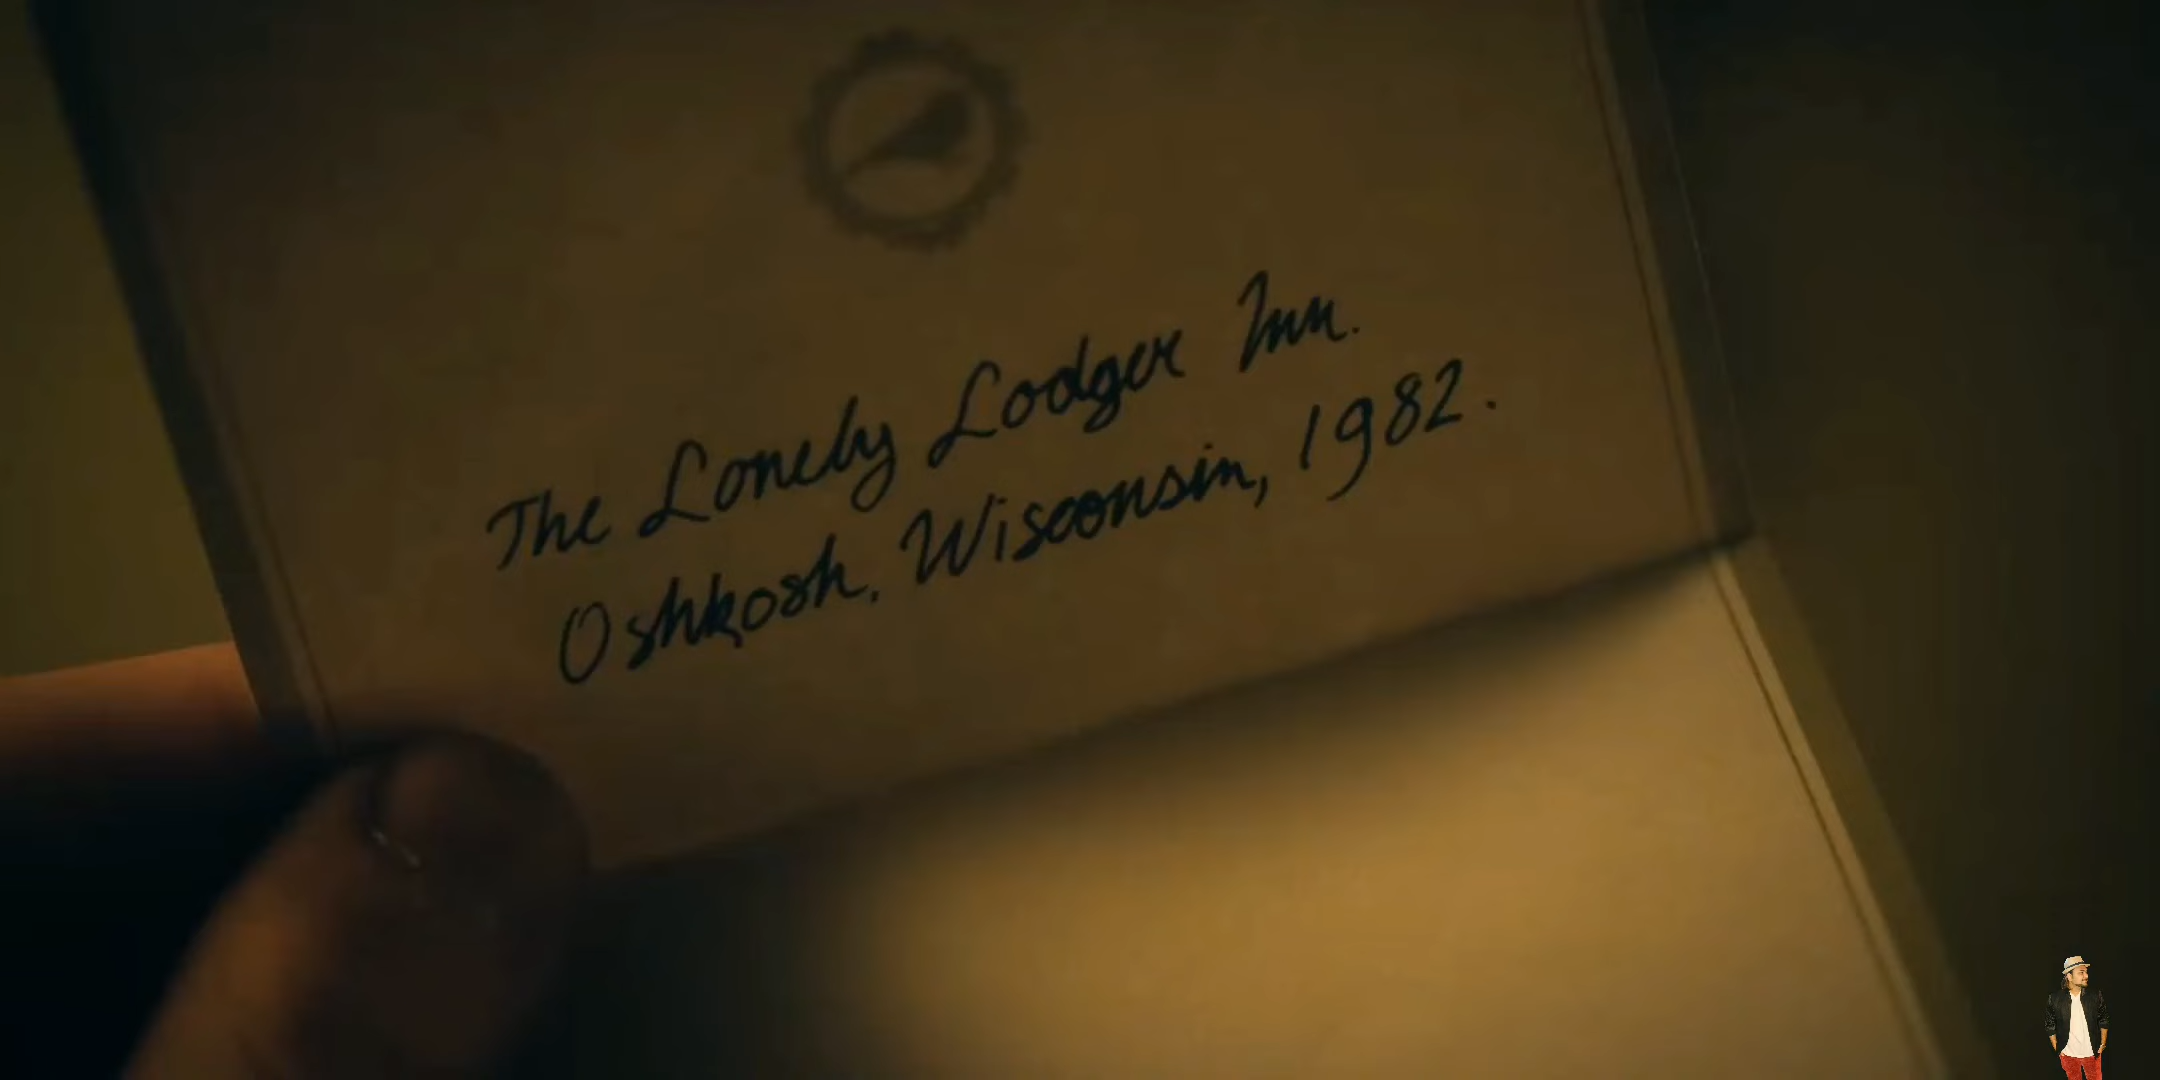 The Lonely Lodger Inn.
Oshkosh, Wisconsin, 1982.